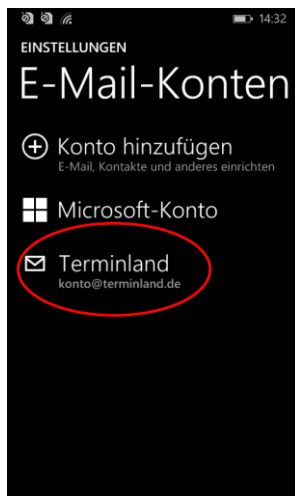 14:32
EINSTELLUNGEN
E-Mail-Konten
Konto hinzufügen
E-Mail, Kontakte und anderes einrichten
Microsoft-Konto
Terminland
konto@terminland.de